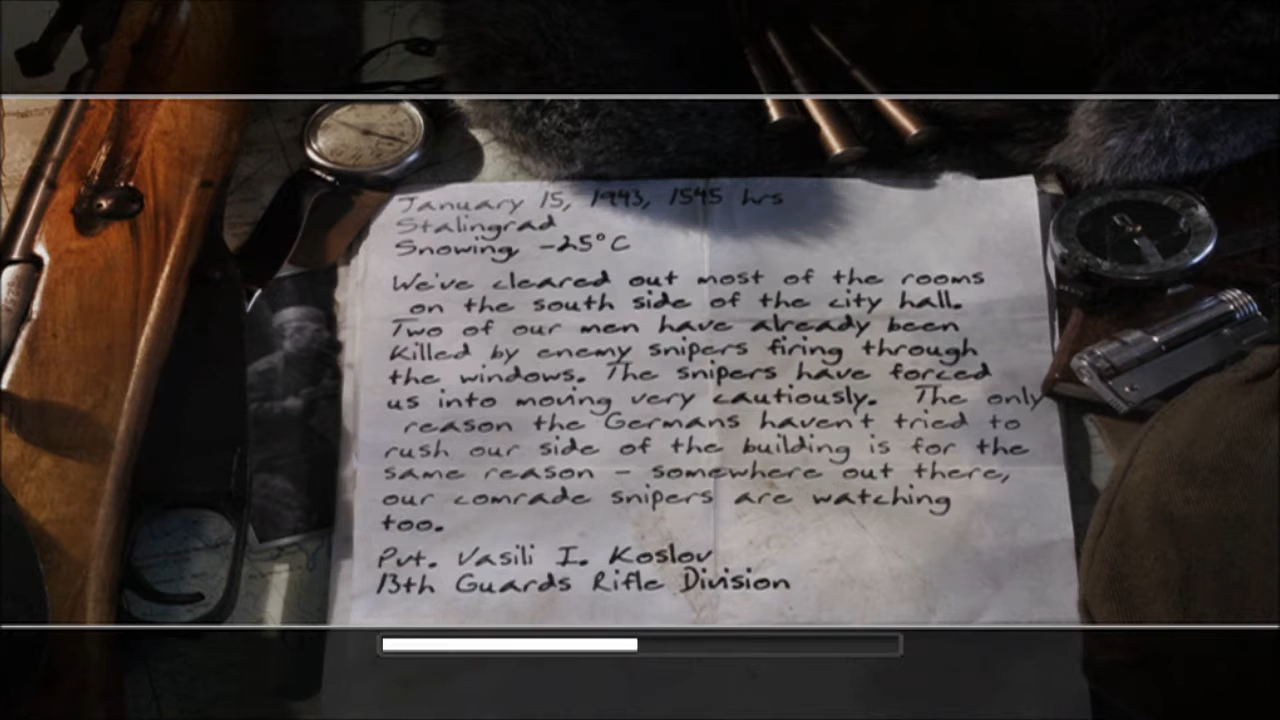 January 15, 1943, 1545 hrs
Stalingrad
Snowing, -25°C
We've cleared out most of the rooms
on the south side of the city hall.
Two of our men have already been
killed by enemy snipers firing through
the windows. The snipers have forced
us into moving very cautiously. The only
reason the Germans haven't tried to
rush our side of the building is for the
same reason - somewhere out there,
our comrade snipers are watching
too.
Pvt. Vasili I. Koslov
13th Guards Rifle Division